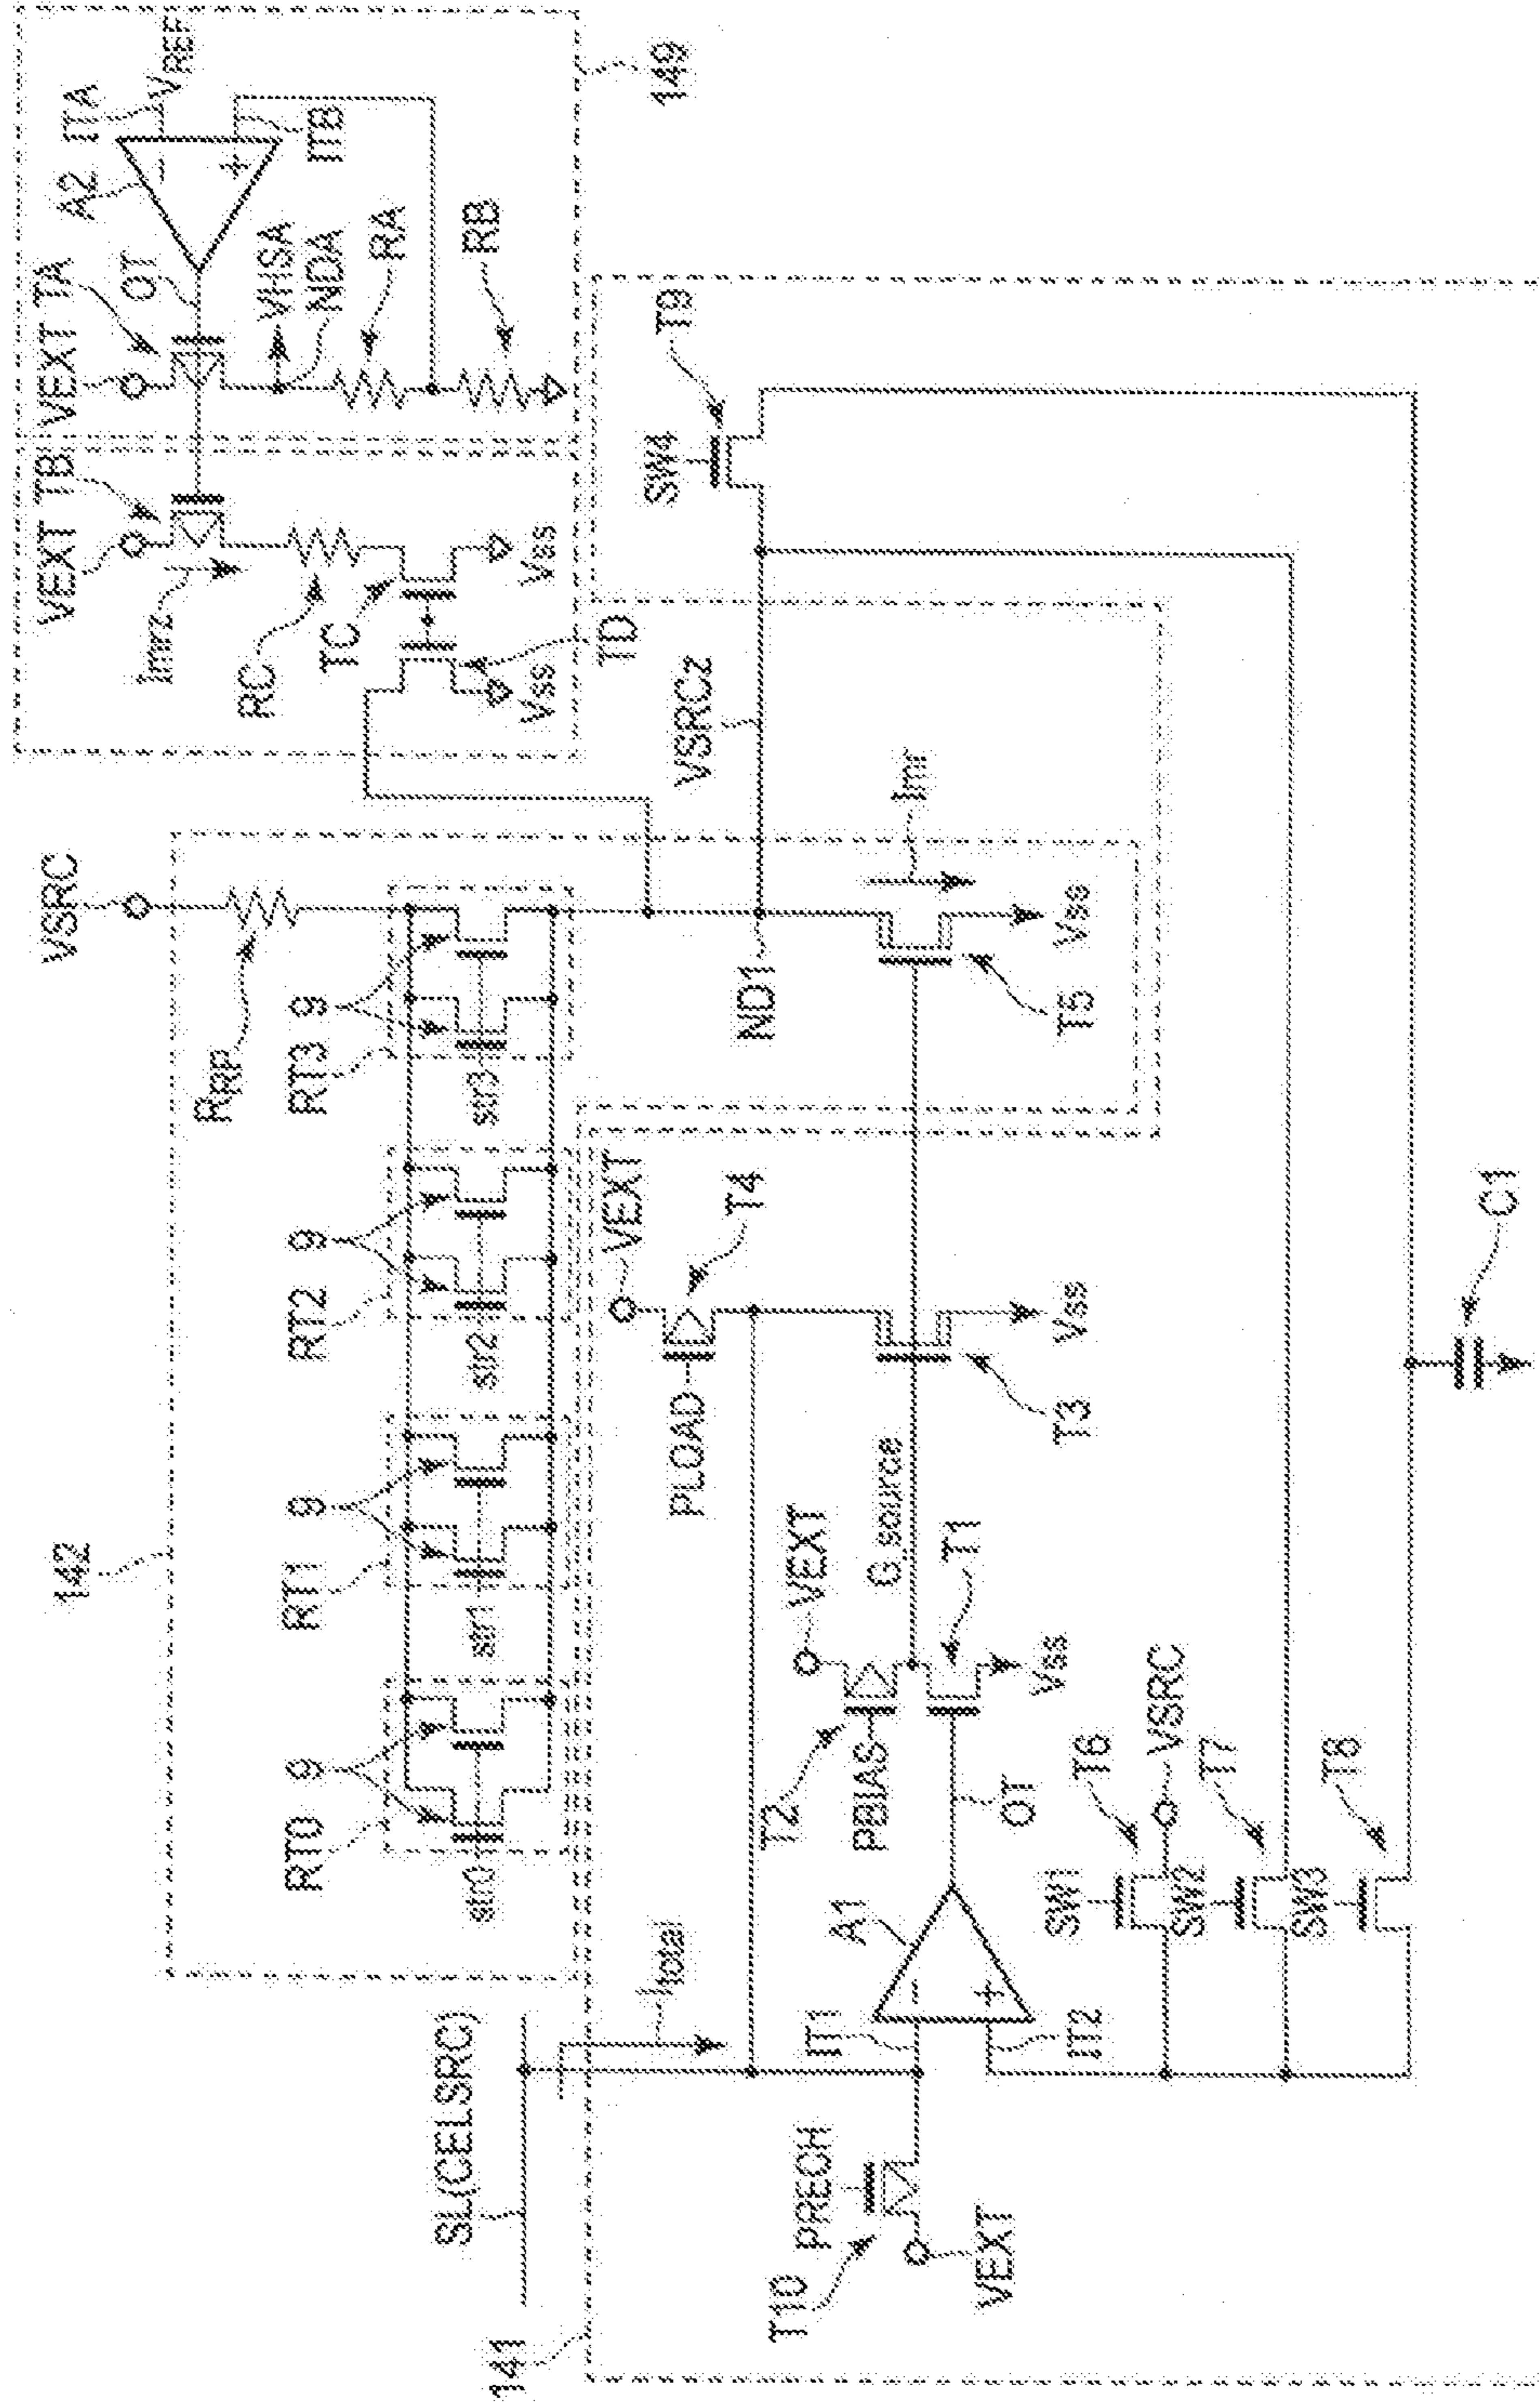 VSRC
142
RRP
RT0
9
RT1
9
RT2
9
RT3
9
str0
str1
str2
str3
VEXT
TB
VEXT
TA
A2
ITA
VREF
OT
ITB
Imrz
VHSA
NDA
RC
TC
RA
RB
Vss
TD
Vss
149
SL(CELSRC)
Itotal
141
VEXT
PLOAD
T4
ND1
VSRCz
SW4
T9
VEXT
T2
PBIAS
G_source
T1
Vss
T3
Vss
Imr
T5
Vss
PRECH
T10
VEXT
IT1
IT2
A1
OT
SW1
T6
VSRC
SW2
T7
SW3
T8
C1